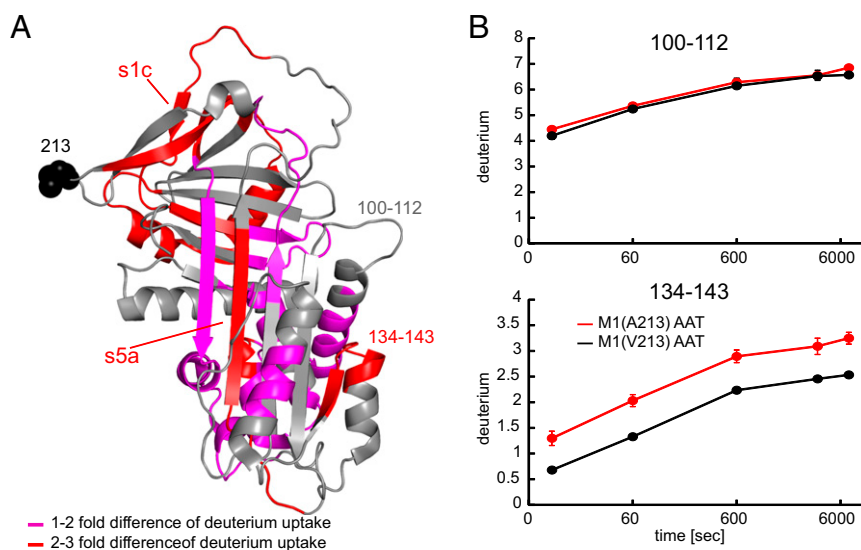 A
s1c
213
100-112
134-143
s5a
1-2 fold difference of deuterium uptake
2-3 fold differenceof deuterium uptake
B
100-112
deuterium
8
7
6
5
4
3
2
1
0
0 60 600 6000
134-143
M1(A213) AAT
M1(V213) AAT
deuterium
4
3.5
3
2.5
2
1.5
1
0.5
0
0 60 600 6000
time [sec]